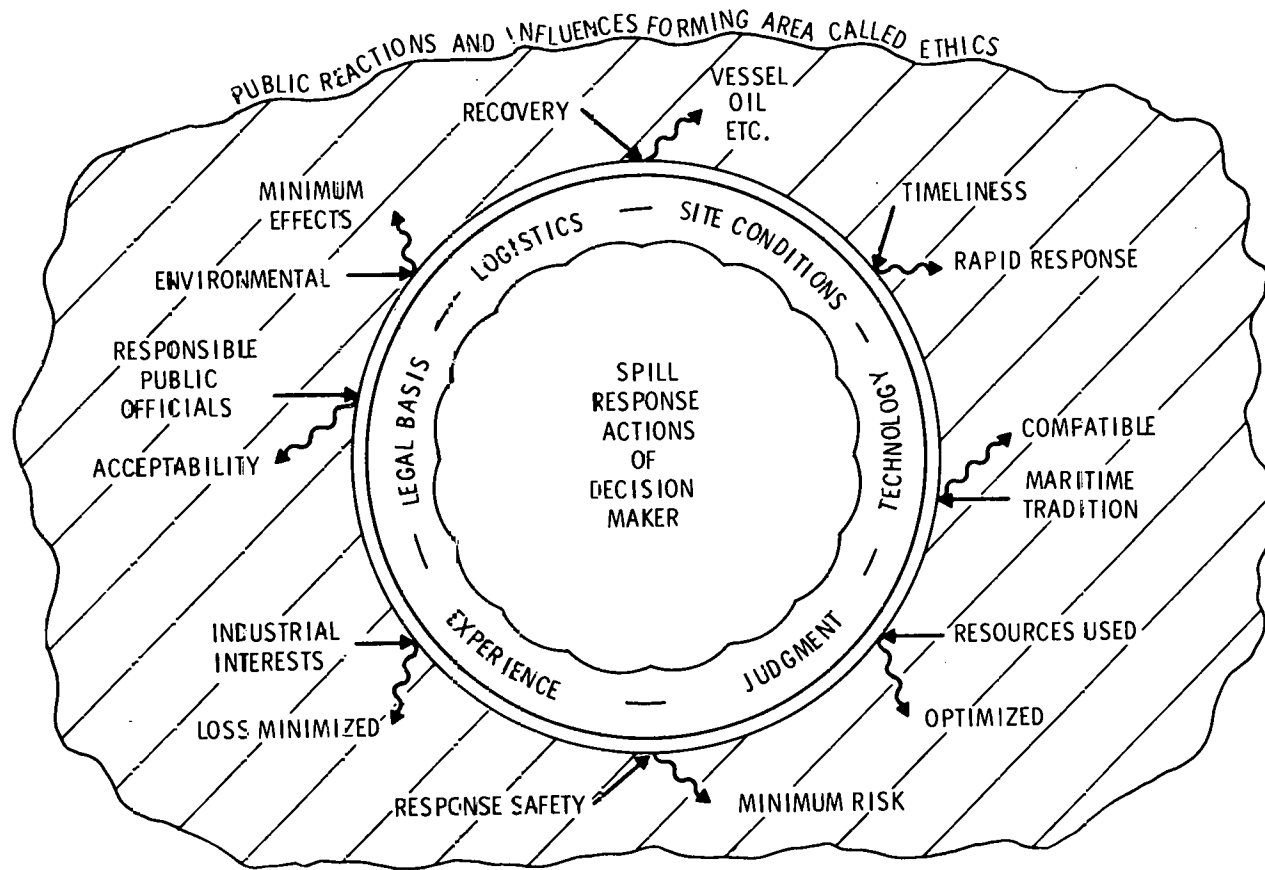 PUBLIC REACTIONS AND INFLUENCES FORMING AREA CALLED ETHICS
RECOVERY
VESSEL
OIL
ETC.
MINIMUM
EFFECTS
ENVIRONMENTAL
TIMELINESS
RAPID RESPONSE
RESPONSIBLE
PUBLIC
OFFICIALS
ACCEPTABILITY
COMPATIBLE
MARITIME
TRADITION
INDUSTRIAL
INTERESTS
LOSS MINIMIZED
RESOURCES USED
OPTIMIZED
RESPONSE SAFETY
MINIMUM RISK
LEGAL BASIS — LOGISTICS — SITE CONDITIONS — TECHNOLOGY — JUDGMENT — EXPERIENCE —
SPILL
RESPONSE
ACTIONS
OF
DECISION
MAKER